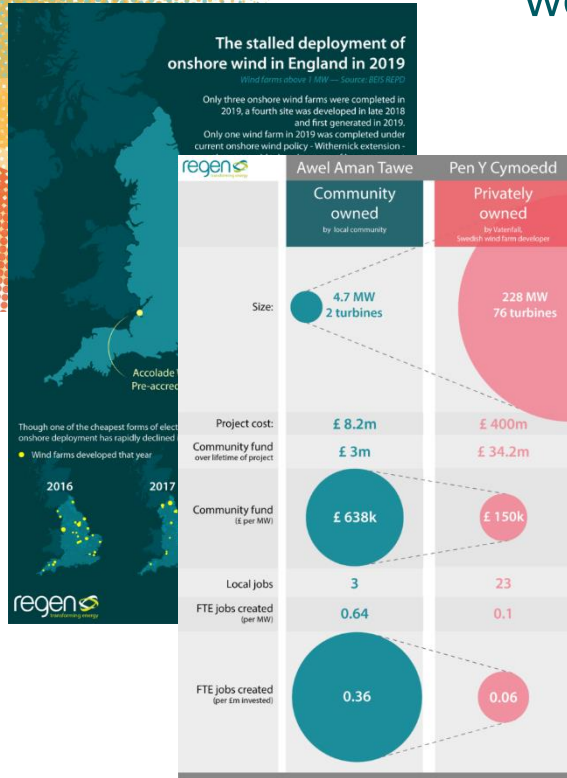 The stalled deployment of
onshore wind in England in 2019
Wind farms above 1 MW — Source: BEIS REPD
Only three onshore wind farms were completed in
2019, a fourth site was developed in late 2018
and first generated in 2019.
Only one wind farm in 2019 was completed under
current onshore wind policy - Withernick extension -
Accolade
Pre-accred
Though one of the cheapest forms of elect
onshore deployment has rapidly declined
Wind farms developed that year
2016
2017
regen
transforming energy
regen
transforming energy
Awel Aman Tawe
Pen Y Cymoedd
Community
owned
by local community
Privately
owned
by Vatenfall,
Swedish wind farm developer
Size:
4.7 MW
2 turbines
228 MW
76 turbines
Project cost:
£ 8.2m
£ 400m
Community fund
over lifetime of project
£ 3m
£ 34.2m
Community fund
(£ per MW)
£ 638k
£ 150k
Local jobs
3
23
FTE jobs created
(per MW)
0.64
0.1
FTE jobs created
(per £m invested)
0.36
0.06